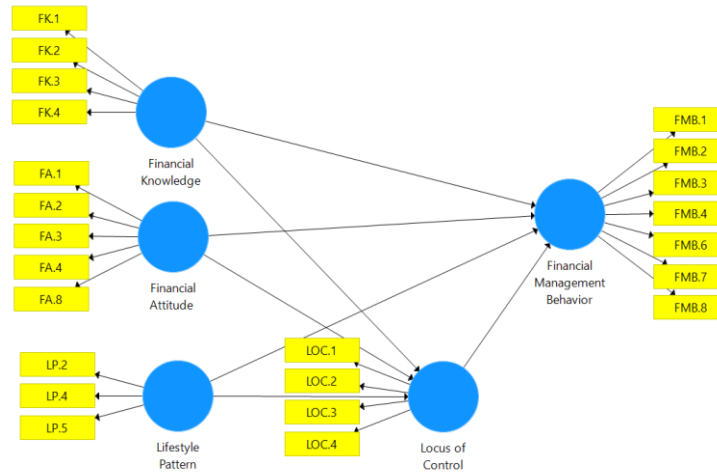 FK.1
FK.2
FK.3
FK.4
Financial
Knowledge
FA.1
FA.2
FA.3
FA.4
FA.8
Financial
Attitude
LP.2
LP.4
LP.5
Lifestyle
Pattern
LOC.1
LOC.2
LOC.3
LOC.4
Locus of
Control
FMB.1
FMB.2
FMB.3
FMB.4
FMB.6
FMB.7
FMB.8
Financial
Management
Behavior